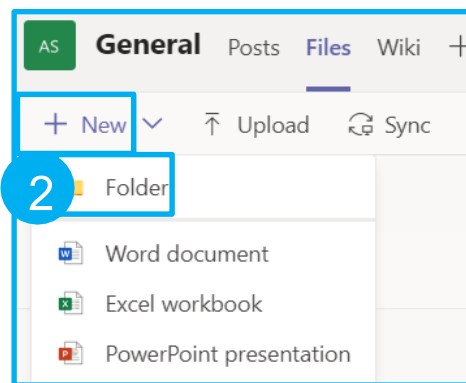 AS General Posts Files Wiki +
+ New Upload Sync
2 Folder
Word document
Excel workbook
PowerPoint presentation